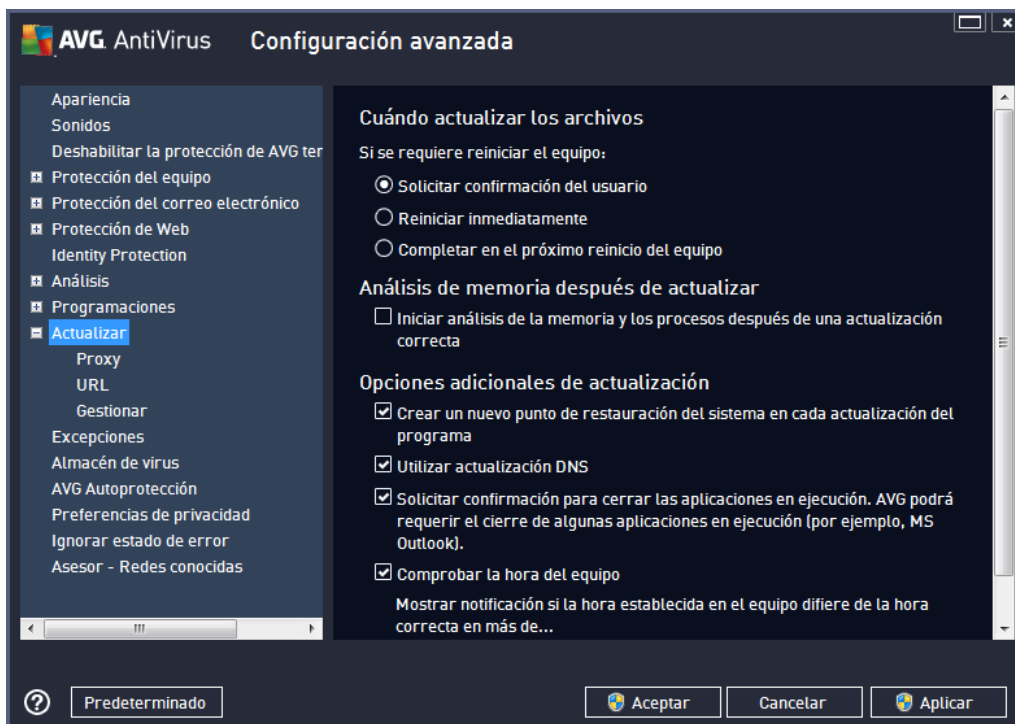 AVG. AntiVirus Configuración avanzada
Apariencia
Sonidos
Deshabilitar la protección de AVG ter
Protección del equipo
Protección del correo electrónico
Protección de Web
Identity Protection
Análisis
Programaciones
Actualizar
Proxy
URL
Gestionar
Excepciones
Almacén de virus
AVG Autoprotección
Preferencias de privacidad
Ignorar estado de error
Asesor - Redes conocidas
Cuándo actualizar los archivos
Si se requiere reiniciar el equipo:
Solicitar confirmación del usuario
Reiniciar inmediatamente
Completar en el próximo reinicio del equipo
Análisis de memoria después de actualizar
Iniciar análisis de la memoria y los procesos después de una actualización
correcta
Opciones adicionales de actualización
Crear un nuevo punto de restauración del sistema en cada actualización del
programa
Utilizar actualización DNS
Solicitar confirmación para cerrar las aplicaciones en ejecución. AVG podrá
requerir el cierre de algunas aplicaciones en ejecución (por ejemplo, MS
Outlook).
Comprobar la hora del equipo
Mostrar notificación si la hora establecida en el equipo difiere de la hora
correcta en más de...
Predeterminado
Aceptar
Cancelar
Aplicar